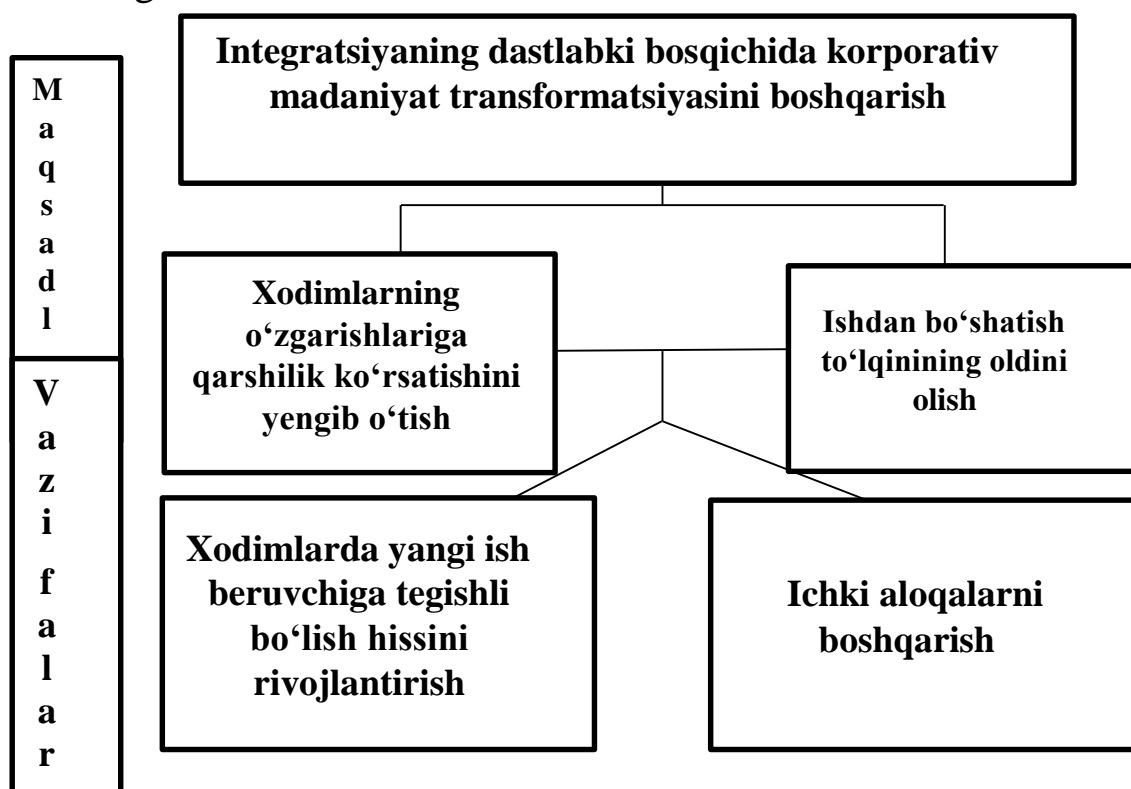 Integratsiyaning dastlabki bosqichida korporativ
madaniyat transformatsiyasini boshqarish
M
a
q
s
a
d
l
Xodimlarning
o‘zgarishlariga
qarshilik ko‘rsatishini
yengib o‘tish
Ishdan bo‘shatish
to‘lqinining oldini
olish
V
a
z
i
f
a
l
a
r
Xodimlarda yangi ish
beruvchiga tegishli
bo‘lish hissini
rivojlantirish
Ichki aloqalarni
boshqarish